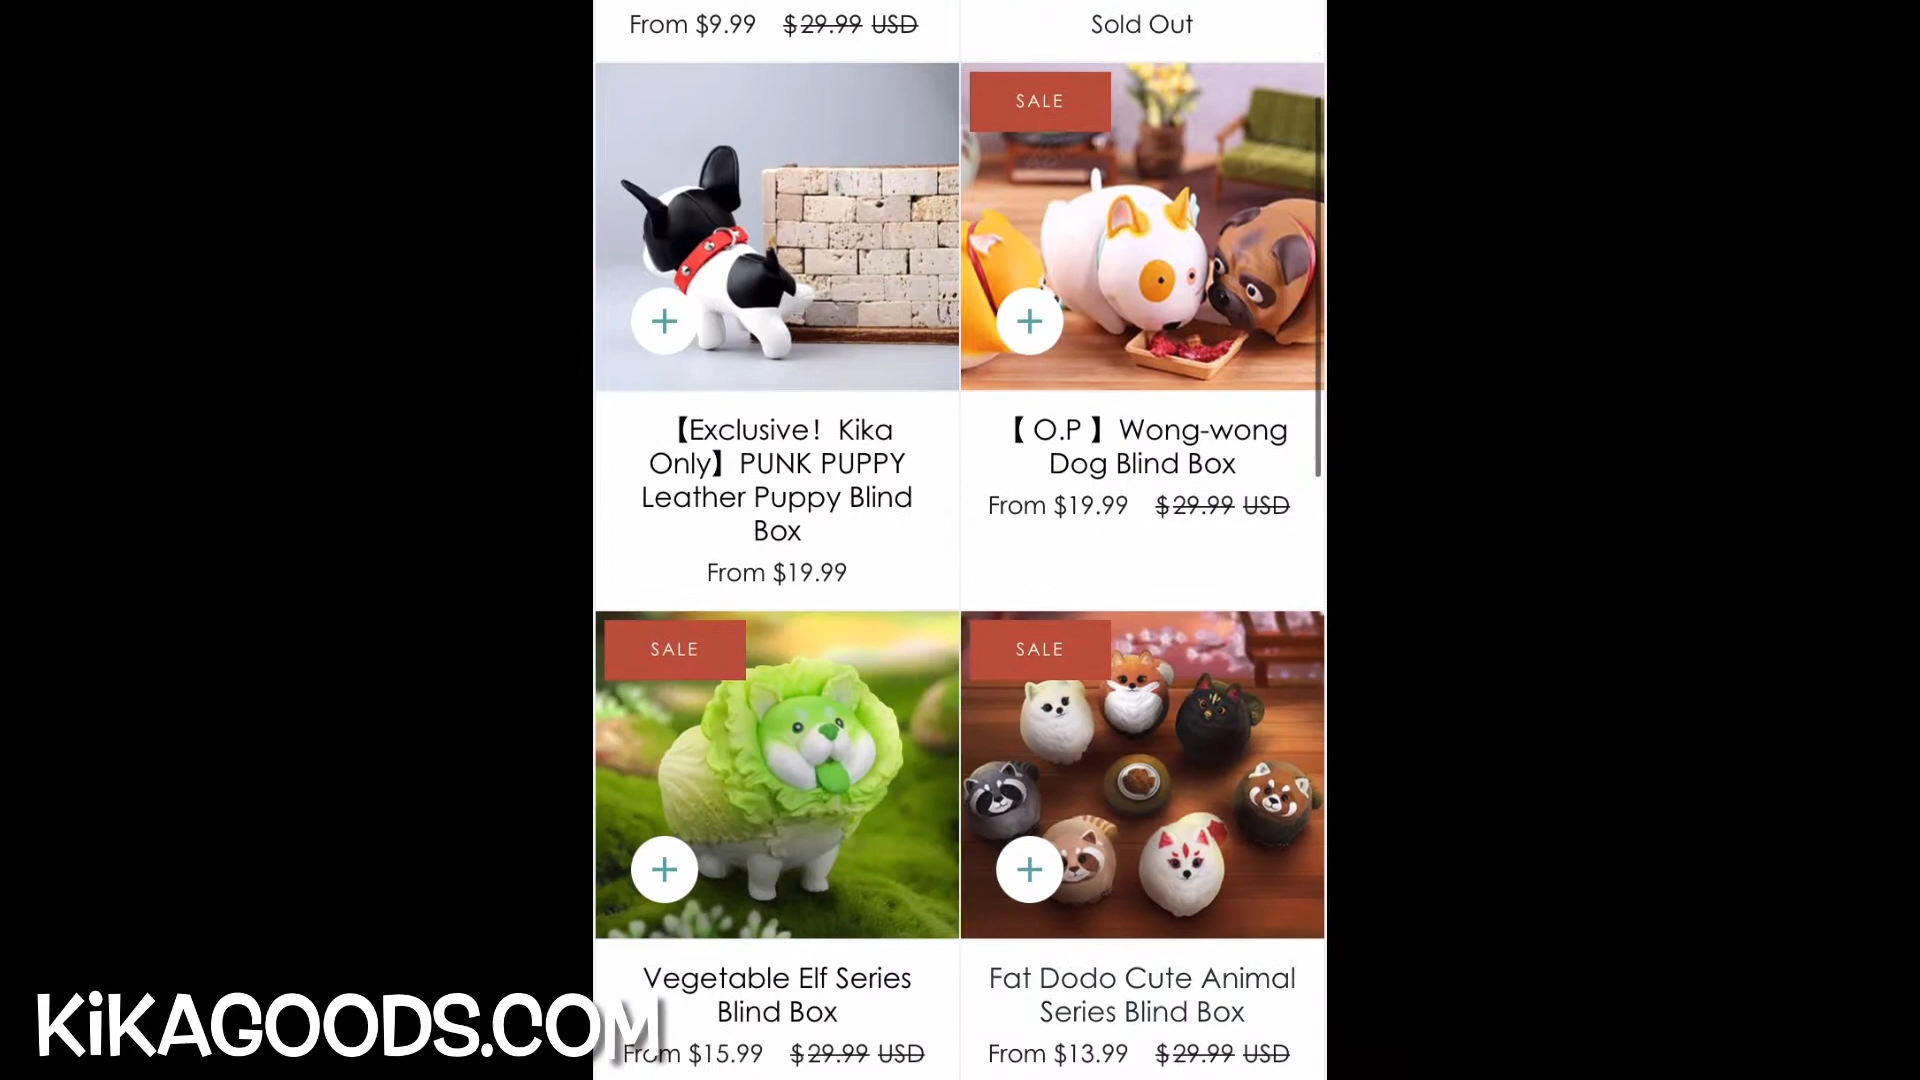 From $9.99 $29.99 USD
Sold Out
SALE
【Exclusive！Kika
Only】PUNK PUPPY
Leather Puppy Blind
Box
From $19.99
【 O.P 】Wong-wong
Dog Blind Box
From $19.99 $29.99 USD
SALE
SALE
Vegetable Elf Series
Blind Box
From $15.99 $29.99 USD
Fat Dodo Cute Animal
Series Blind Box
From $13.99 $29.99 USD
KiKAGOODS.COM